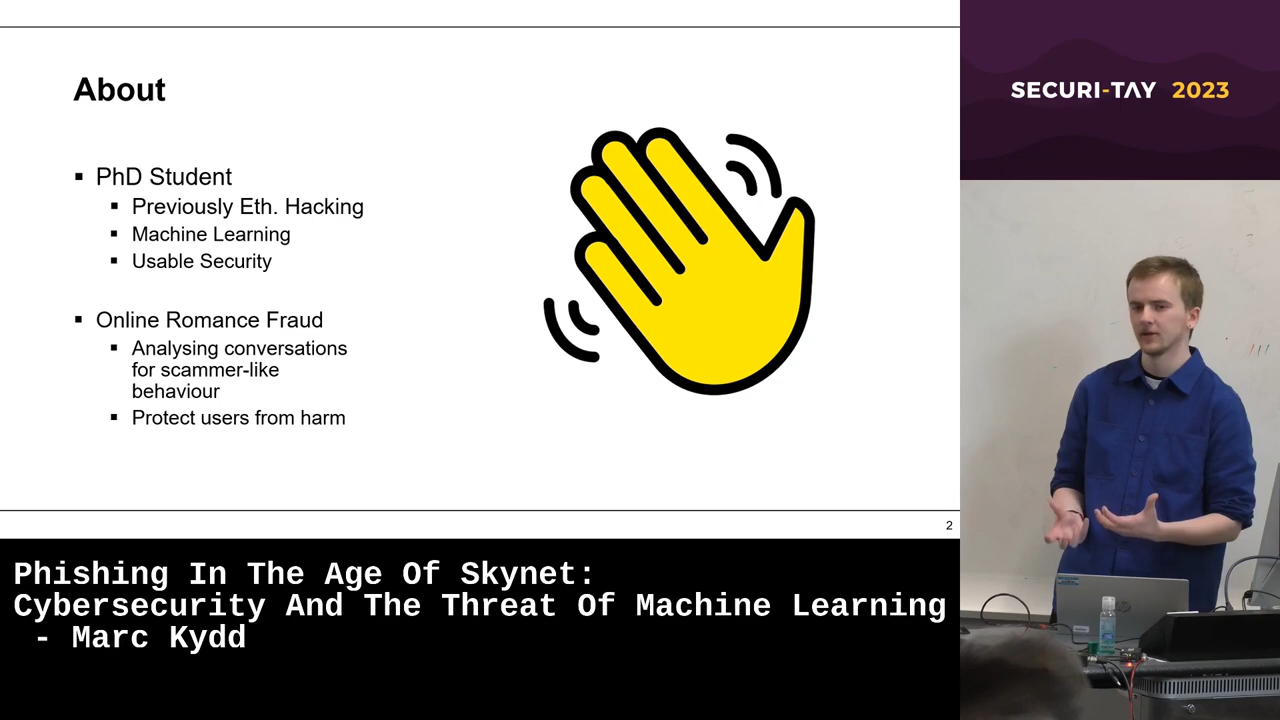 About
▪ PhD Student
▪ Previously Eth. Hacking
▪ Machine Learning
▪ Usable Security
▪ Online Romance Fraud
▪ Analysing conversations
for scammer-like
behaviour
▪ Protect users from harm
2
SECURI-TAY 2023
Phishing In The Age Of Skynet:
Cybersecurity And The Threat Of Machine Learning
- Marc Kydd